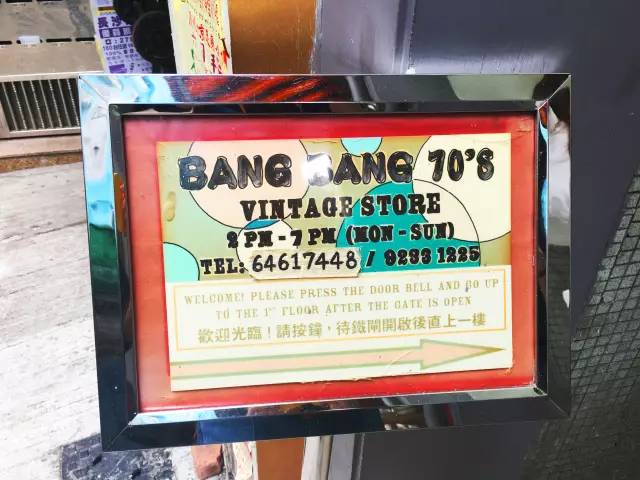 BANG BANG 70'S
VINTAGE STORE
2 PM - 7 PM (MON - SUN)
TEL: 64617448 / 9233 1225
WELCOME! PLEASE PRESS THE DOOR BELL AND GO UP
TO THE 1ST FLOOR AFTER THE GATE IS OPEN
歡迎光臨！請按鐘，待鐵閘開啟後直上一樓